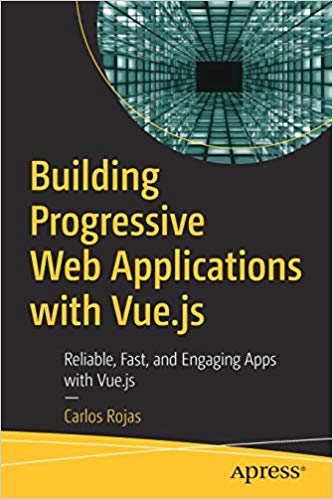 Building
Progressive
Web Applications
with Vue.js
Reliable, Fast, and Engaging Apps
with Vue.js
—
Carlos Rojas
Apress®